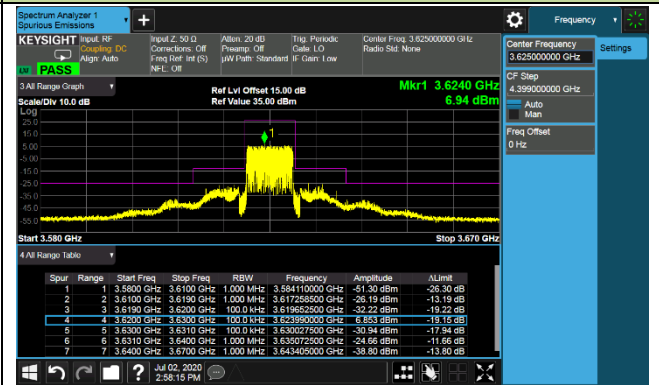 Spectrum Analyzer 1
Spurious Emissions
Frequency
KEYSIGHT
Input: RF
Coupling: DC
Align: Auto
Input Z: 50 Ω
Corrections: Off
Freq Ref: Int (S)
NFE: Off
Atten: 20 dB
Preamp: Off
µW Path: Standard
Trig: Periodic
Gate: LO
IF Gain: Low
Center Freq: 3.625000000 GHz
Radio Std: None
PASS
Center Frequency
3.625000000 GHz
Settings
CF Step
4.399000000 GHz
Auto
Man
Freq Offset
0 Hz
3 All Range Graph
Scale/Div 10.0 dB
Ref Lvl Offset 15.00 dB
Ref Value 35.00 dBm
Mkr1 3.6240 GHz
6.94 dBm
Log
25.0
15.0
5.00
-5.00
-15.0
-25.0
-35.0
-45.0
-55.0
1
Start 3.580 GHz
Stop 3.670 GHz
4 All Range Table
Spur Range Start Freq Stop Freq RBW Frequency Amplitude ΔLimit
1 1 3.5800 GHz 3.6100 GHz 1.000 MHz 3.584110000 GHz -51.30 dBm -26.30 dB
2 2 3.6100 GHz 3.6190 GHz 1.000 MHz 3.617258500 GHz -26.19 dBm -13.19 dB
3 3 3.6190 GHz 3.6200 GHz 100.0 kHz 3.619652500 GHz -32.22 dBm -19.22 dB
4 4 3.6200 GHz 3.6300 GHz 100.0 kHz 3.623990000 GHz 6.853 dBm -19.15 dB
5 5 3.6300 GHz 3.6310 GHz 100.0 kHz 3.630027500 GHz -30.94 dBm -17.94 dB
6 6 3.6310 GHz 3.6400 GHz 1.000 MHz 3.635072500 GHz -24.66 dBm -11.66 dB
7 7 3.6400 GHz 3.6700 GHz 1.000 MHz 3.643405000 GHz -38.80 dBm -13.80 dB
Jul 02, 2020
2:58:15 PM